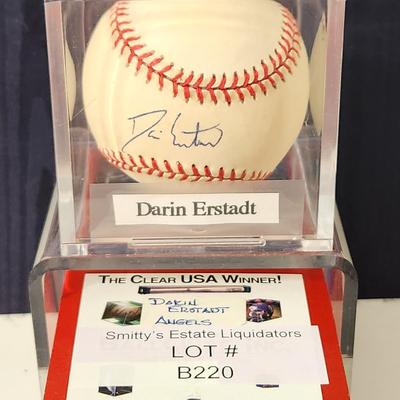 Darin Erstadt
THE CLEAR USA WINNER!
DARIN
ERSTADT
ANGELS
Smitty's Estate Liquidators
LOT #
B220